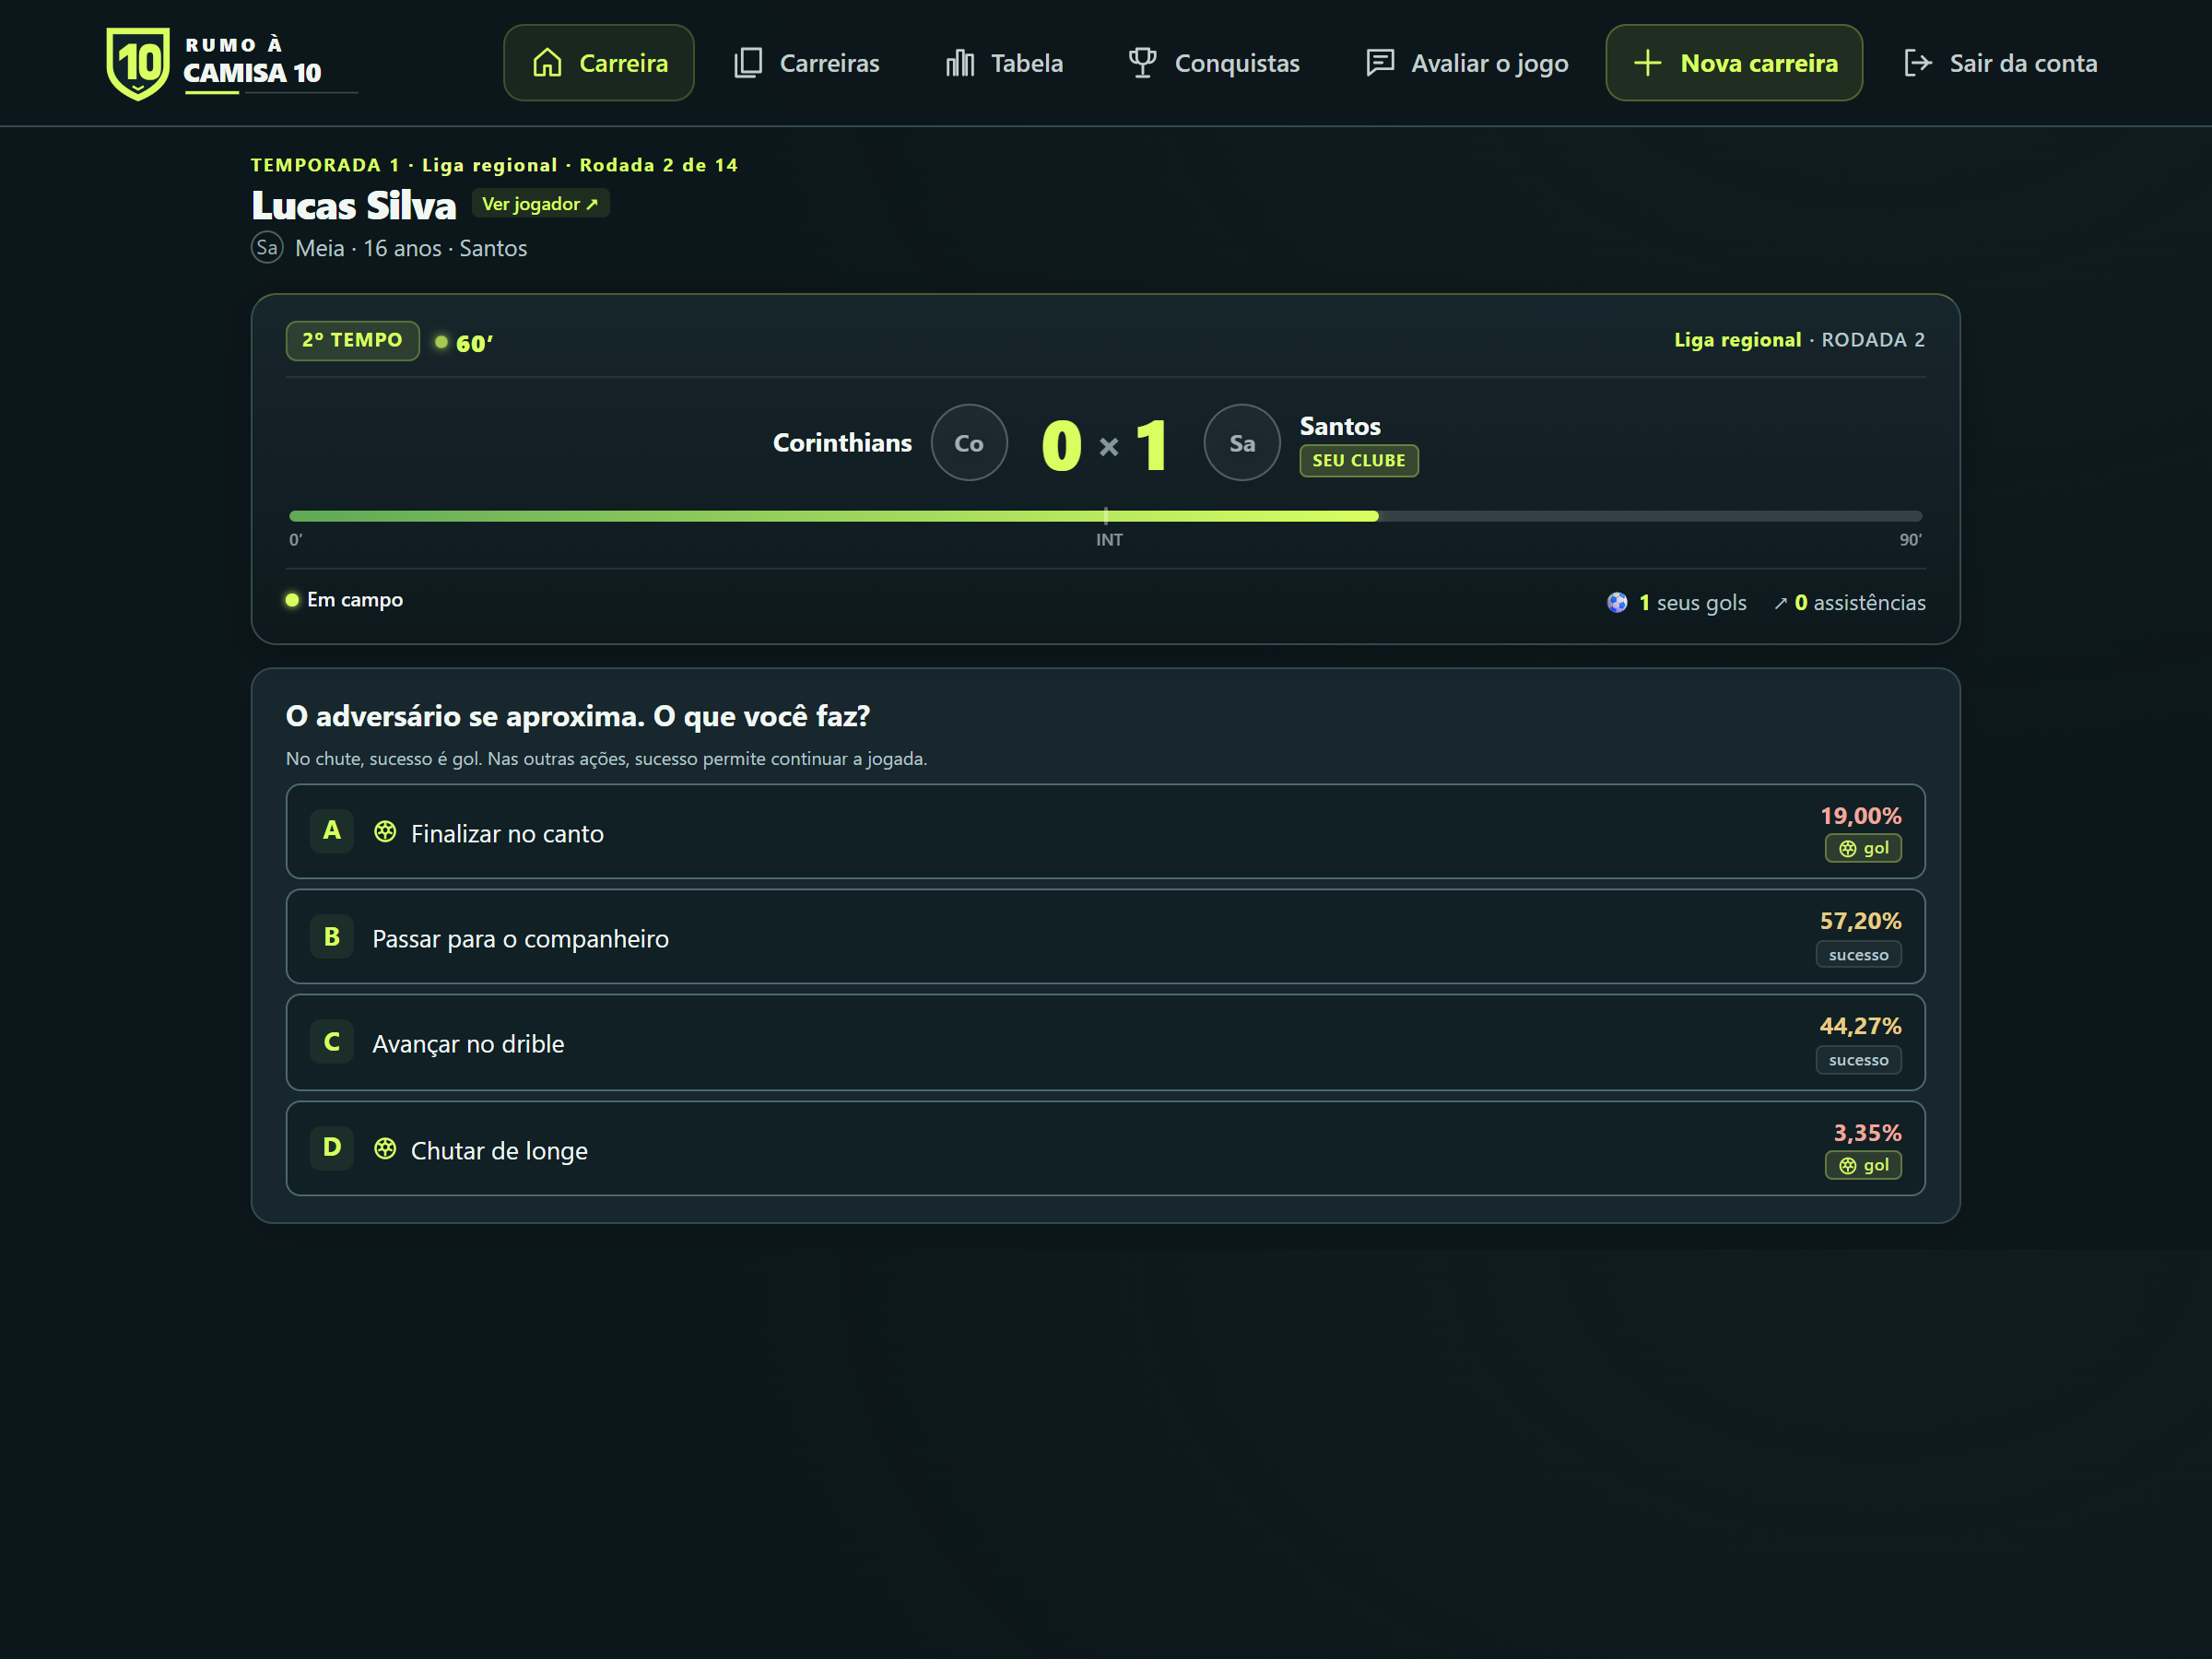 10 RUMO À
CAMISA 10
Carreira
Carreiras
Tabela
Conquistas
Avaliar o jogo
Nova carreira
Sair da conta
TEMPORADA 1 · Liga regional · Rodada 2 de 14
Lucas Silva Ver jogador ↗
Sa Meia · 16 anos · Santos
2º TEMPO 60′
Liga regional · RODADA 2
Corinthians Co 0 × 1 Sa Santos
SEU CLUBE
0′ INT 90′
Em campo
1 seus gols ↗ 0 assistências
O adversário se aproxima. O que você faz?
No chute, sucesso é gol. Nas outras ações, sucesso permite continuar a jogada.
A Finalizar no canto 19,00%
gol
B Passar para o companheiro 57,20%
sucesso
C Avançar no drible 44,27%
sucesso
D Chutar de longe 3,35%
gol